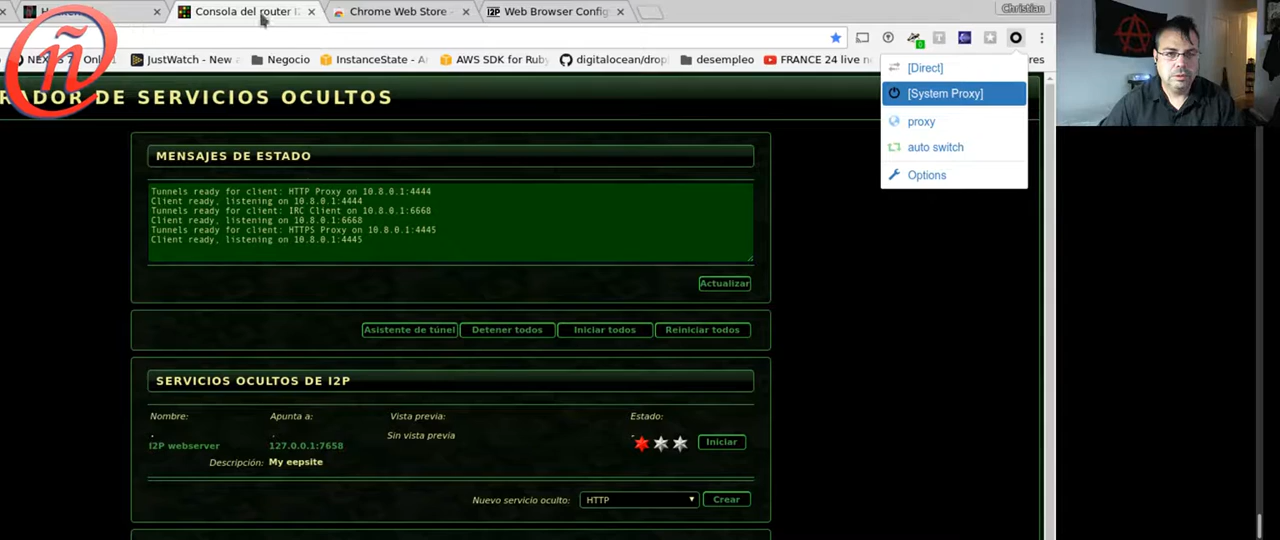 Consola del router I
Chrome Web Store -
I2P Web Browser Config
Christian
JustWatch - New
Negocio
InstanceState -
AWS SDK for Ruby
digitalocean/drop
desempleo
FRANCE 24 live n
res
[Direct]
[System Proxy]
proxy
auto switch
Options
ñ
RADOR DE SERVICIOS OCULTOS
MENSAJES DE ESTADO
Tunnels ready for client: HTTP Proxy on 10.8.0.1:4444
Client ready, listening on 10.8.0.1:4444
Tunnels ready for client: IRC Client on 10.8.0.1:6668
Client ready, listening on 10.8.0.1:6668
Tunnels ready for client: HTTPS Proxy on 10.8.0.1:4445
Client ready, listening on 10.8.0.1:4445
Actualizar
Asistente de túnel Detener todos Iniciar todos Reiniciar todos
SERVICIOS OCULTOS DE I2P
Nombre: Apunta a: Vista previa: Estado:
I2P webserver 127.0.0.1:7658 Sin vista previa Iniciar
Descripción: My eepsite
Nuevo servicio oculto: HTTP Crear